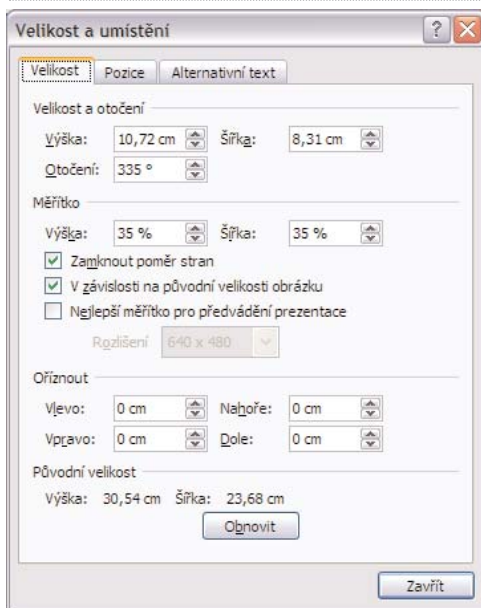 Velikost a umístění
Velikost Pozice Alternativní text
Velikost a otočení
Výška: 10,72 cm Šířka: 8,31 cm
Otočení: 335 °
Měřítko
Výška: 35 % Šířka: 35 %
Zamknout poměr stran
V závislosti na původní velikosti obrázku
Nejlepší měřítko pro předvádění prezentace
Rozlišení 640 x 480
Oříznout
Vlevo: 0 cm Nahoře: 0 cm
Vpravo: 0 cm Dole: 0 cm
Původní velikost
Výška: 30,54 cm Šířka: 23,68 cm
Obnovit
Zavřít